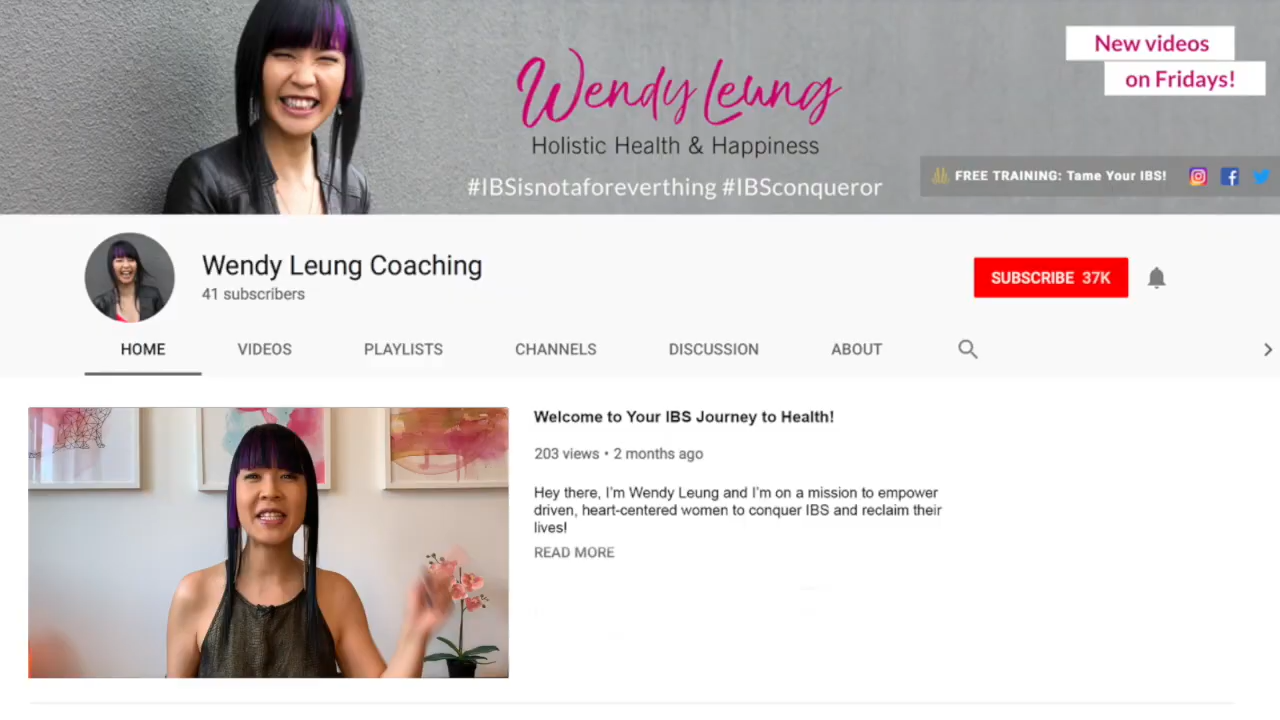 New videos
on Fridays!
Wendy Leung
Holistic Health & Happiness
#IBSisnotaforeverthing #IBSconqueror
FREE TRAINING: Tame Your IBS!
Wendy Leung Coaching
41 subscribers
SUBSCRIBE 37K
HOME VIDEOS PLAYLISTS CHANNELS DISCUSSION ABOUT
Welcome to Your IBS Journey to Health!
203 views • 2 months ago
Hey there, I'm Wendy Leung and I'm on a mission to empower
driven, heart-centered women to conquer IBS and reclaim their
lives!
READ MORE